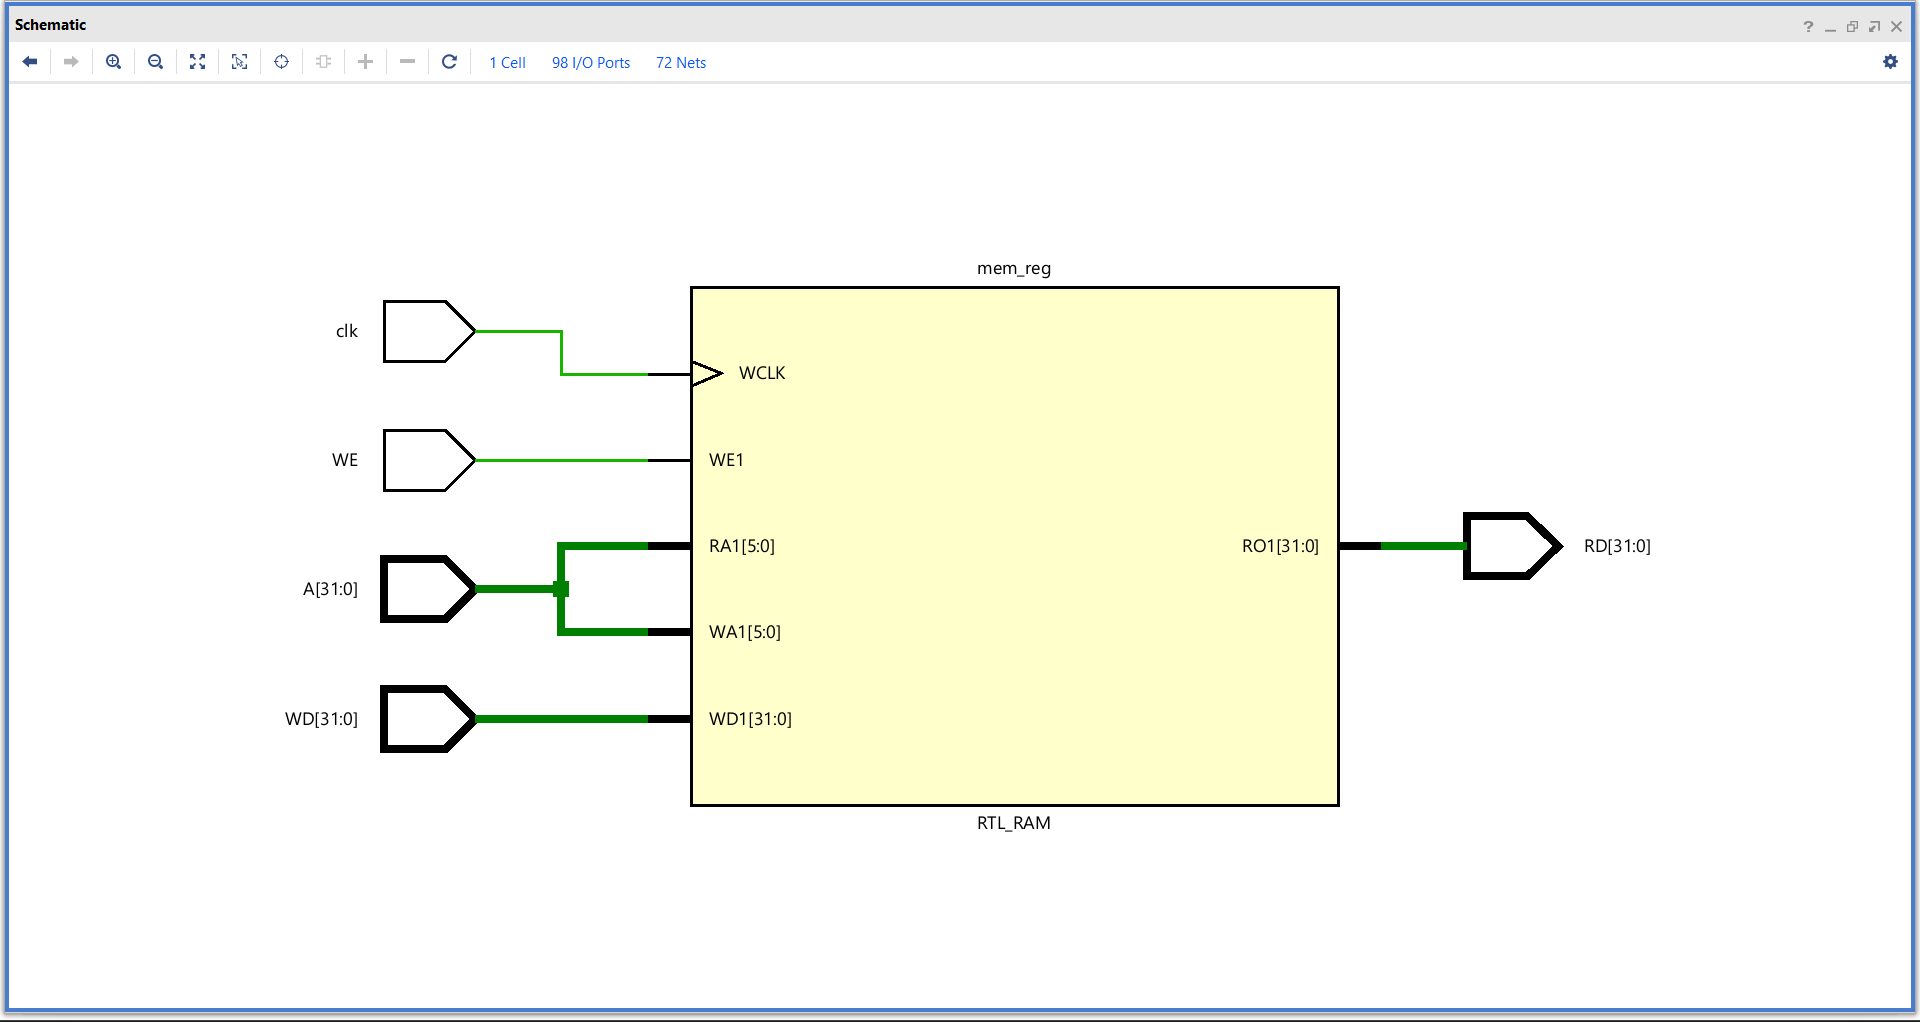 Schematic
1 Cell 98 I/O Ports 72 Nets
mem_reg
clk
WCLK
WE
WE1
RA1[5:0]
RO1[31:0]
RD[31:0]
A[31:0]
WA1[5:0]
WD[31:0]
WD1[31:0]
RTL_RAM